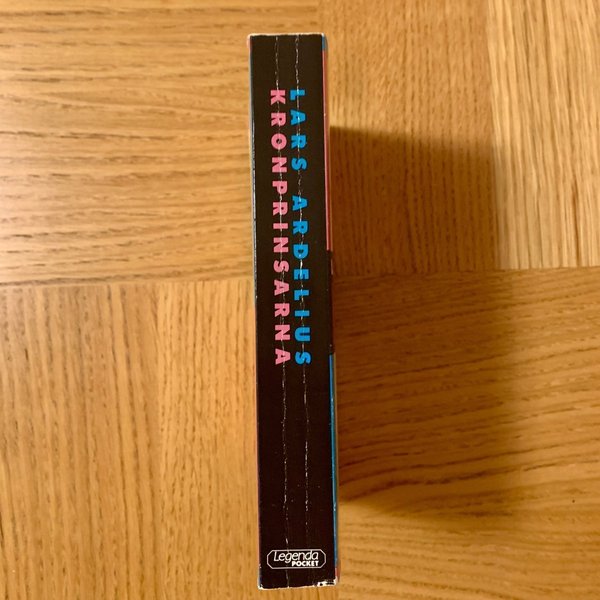 LARS ARDELIUS
KRONPRINSARNA
Legenda
POCKET